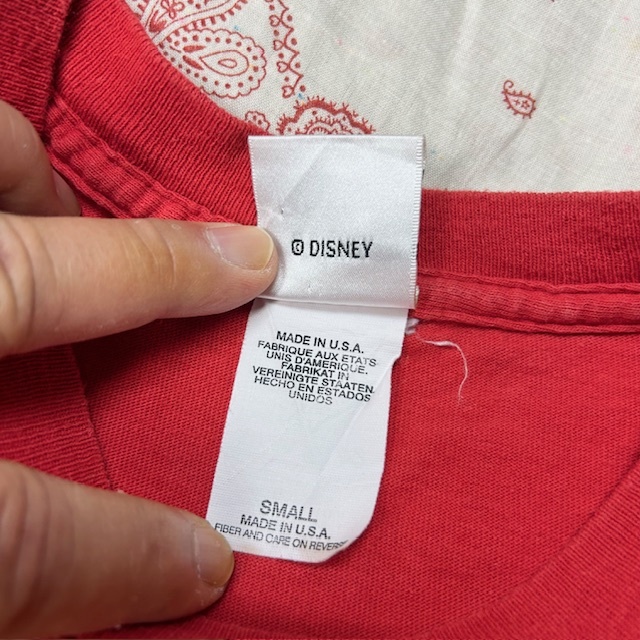 © DISNEY
MADE IN U.S.A.
FABRIQUE AUX ETATS
UNIS D'AMERIQUE.
FABRIKAT IN
VEREINIGTE STAATEN.
HECHO EN ESTADOS
UNIDOS
SMALL
MADE IN U.S.A.
FIBER AND CARE ON REVERSE